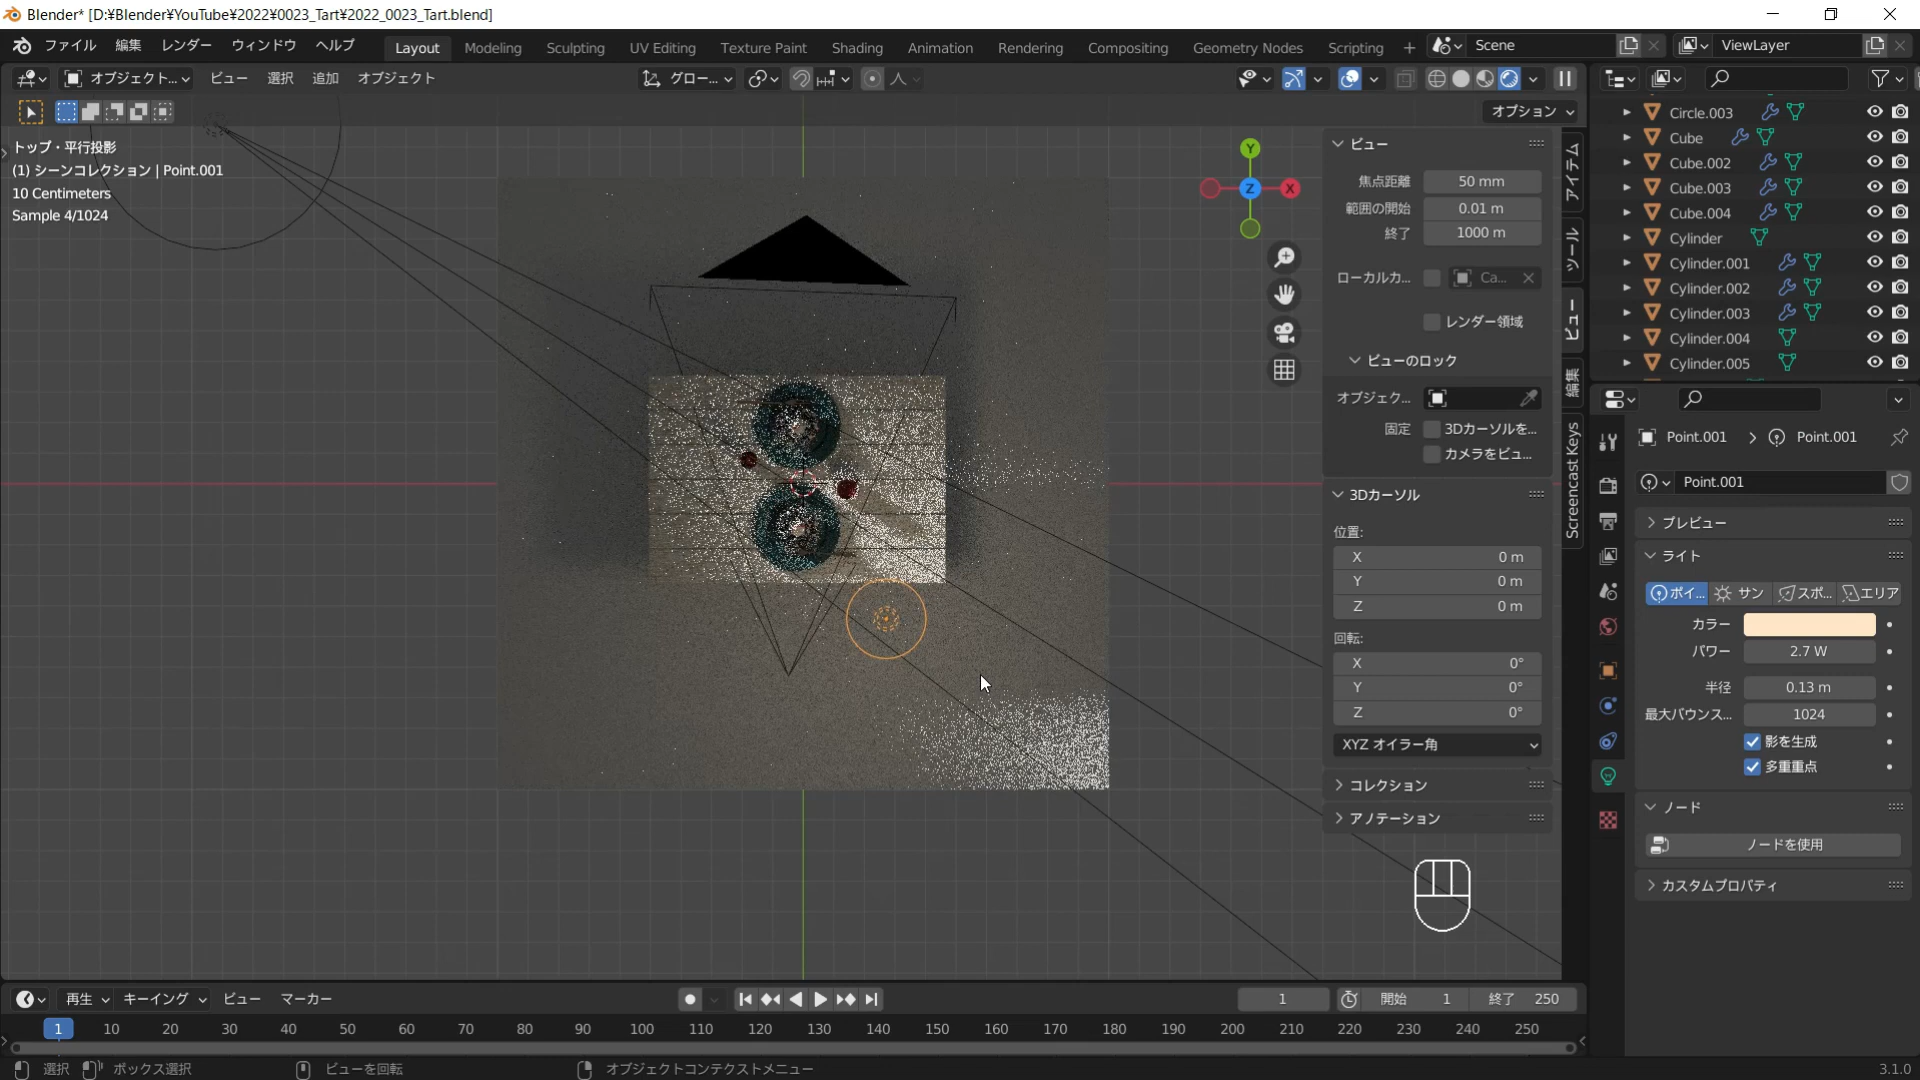 Blender* [D:¥Blender¥YouTube¥2022¥0023_Tart¥2022_0023_Tart.blend]
ファイル 編集 レンダー ウィンドウ ヘルプ Layout Modeling Sculpting UV Editing Texture Paint Shading Animation Rendering Compositing Geometry Nodes Scripting + Scene ViewLayer
オブジェクト... ビュー 選択 追加 オブジェクト グロー...
オプション
トップ・平行投影
(1) シーンコレクション | Point.001
10 Centimeters
Sample 4/1024
Y
Z X
ビュー
焦点距離 50 mm
範囲の開始 0.01 m
終了 1000 m
ローカルカ... Ca...
レンダー領域
ビューのロック
オブジェク...
固定 3Dカーソルを...
カメラをビュ...
3Dカーソル
位置:
X 0 m
Y 0 m
Z 0 m
回転:
X 0°
Y 0°
Z 0°
XYZ オイラー角
コレクション
アノテーション
アイテム
ツール
ビュー
編集
Screencast Keys
Circle.003
Cube
Cube.002
Cube.003
Cube.004
Cylinder
Cylinder.001
Cylinder.002
Cylinder.003
Cylinder.004
Cylinder.005
Point.001 Point.001
Point.001
プレビュー
ライト
ポイ... サン スポ... エリア
カラー
パワー 2.7 W
半径 0.13 m
最大バウンス... 1024
影を生成
多重重点
ノード
ノードを使用
カスタムプロパティ
再生 キーイング ビュー マーカー 1 開始 1 終了 250
1 10 20 30 40 50 60 70 80 90 100 110 120 130 140 150 160 170 180 190 200 210 220 230 240 250
選択 ボックス選択 ビューを回転 オブジェクトコンテクストメニュー 3.1.0